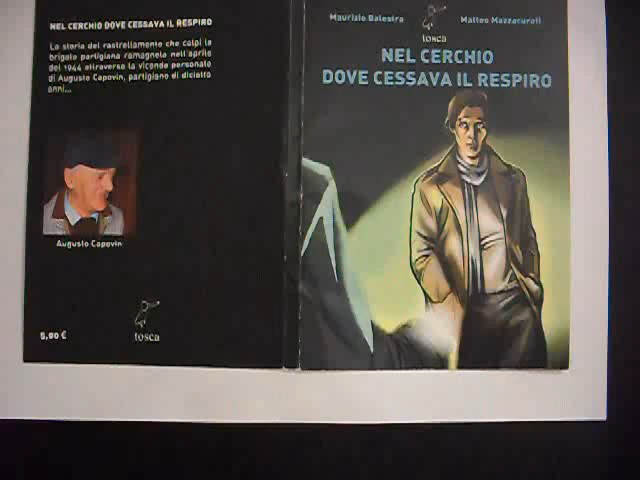 NEL CERCHIO DOVE CESSAVA IL RESPIRO
La storia del rastrellamento che colpì la
brigata partigiana romagnola nell'aprile
del 1944 attraverso la vicenda personale
di Augusto Capovin, partigiano di diciotto
anni...
Augusto Capovin
5,00 €
tosca
Maurizio Balestra
Matteo Mazzacurati
tosca
NEL CERCHIO
DOVE CESSAVA IL RESPIRO